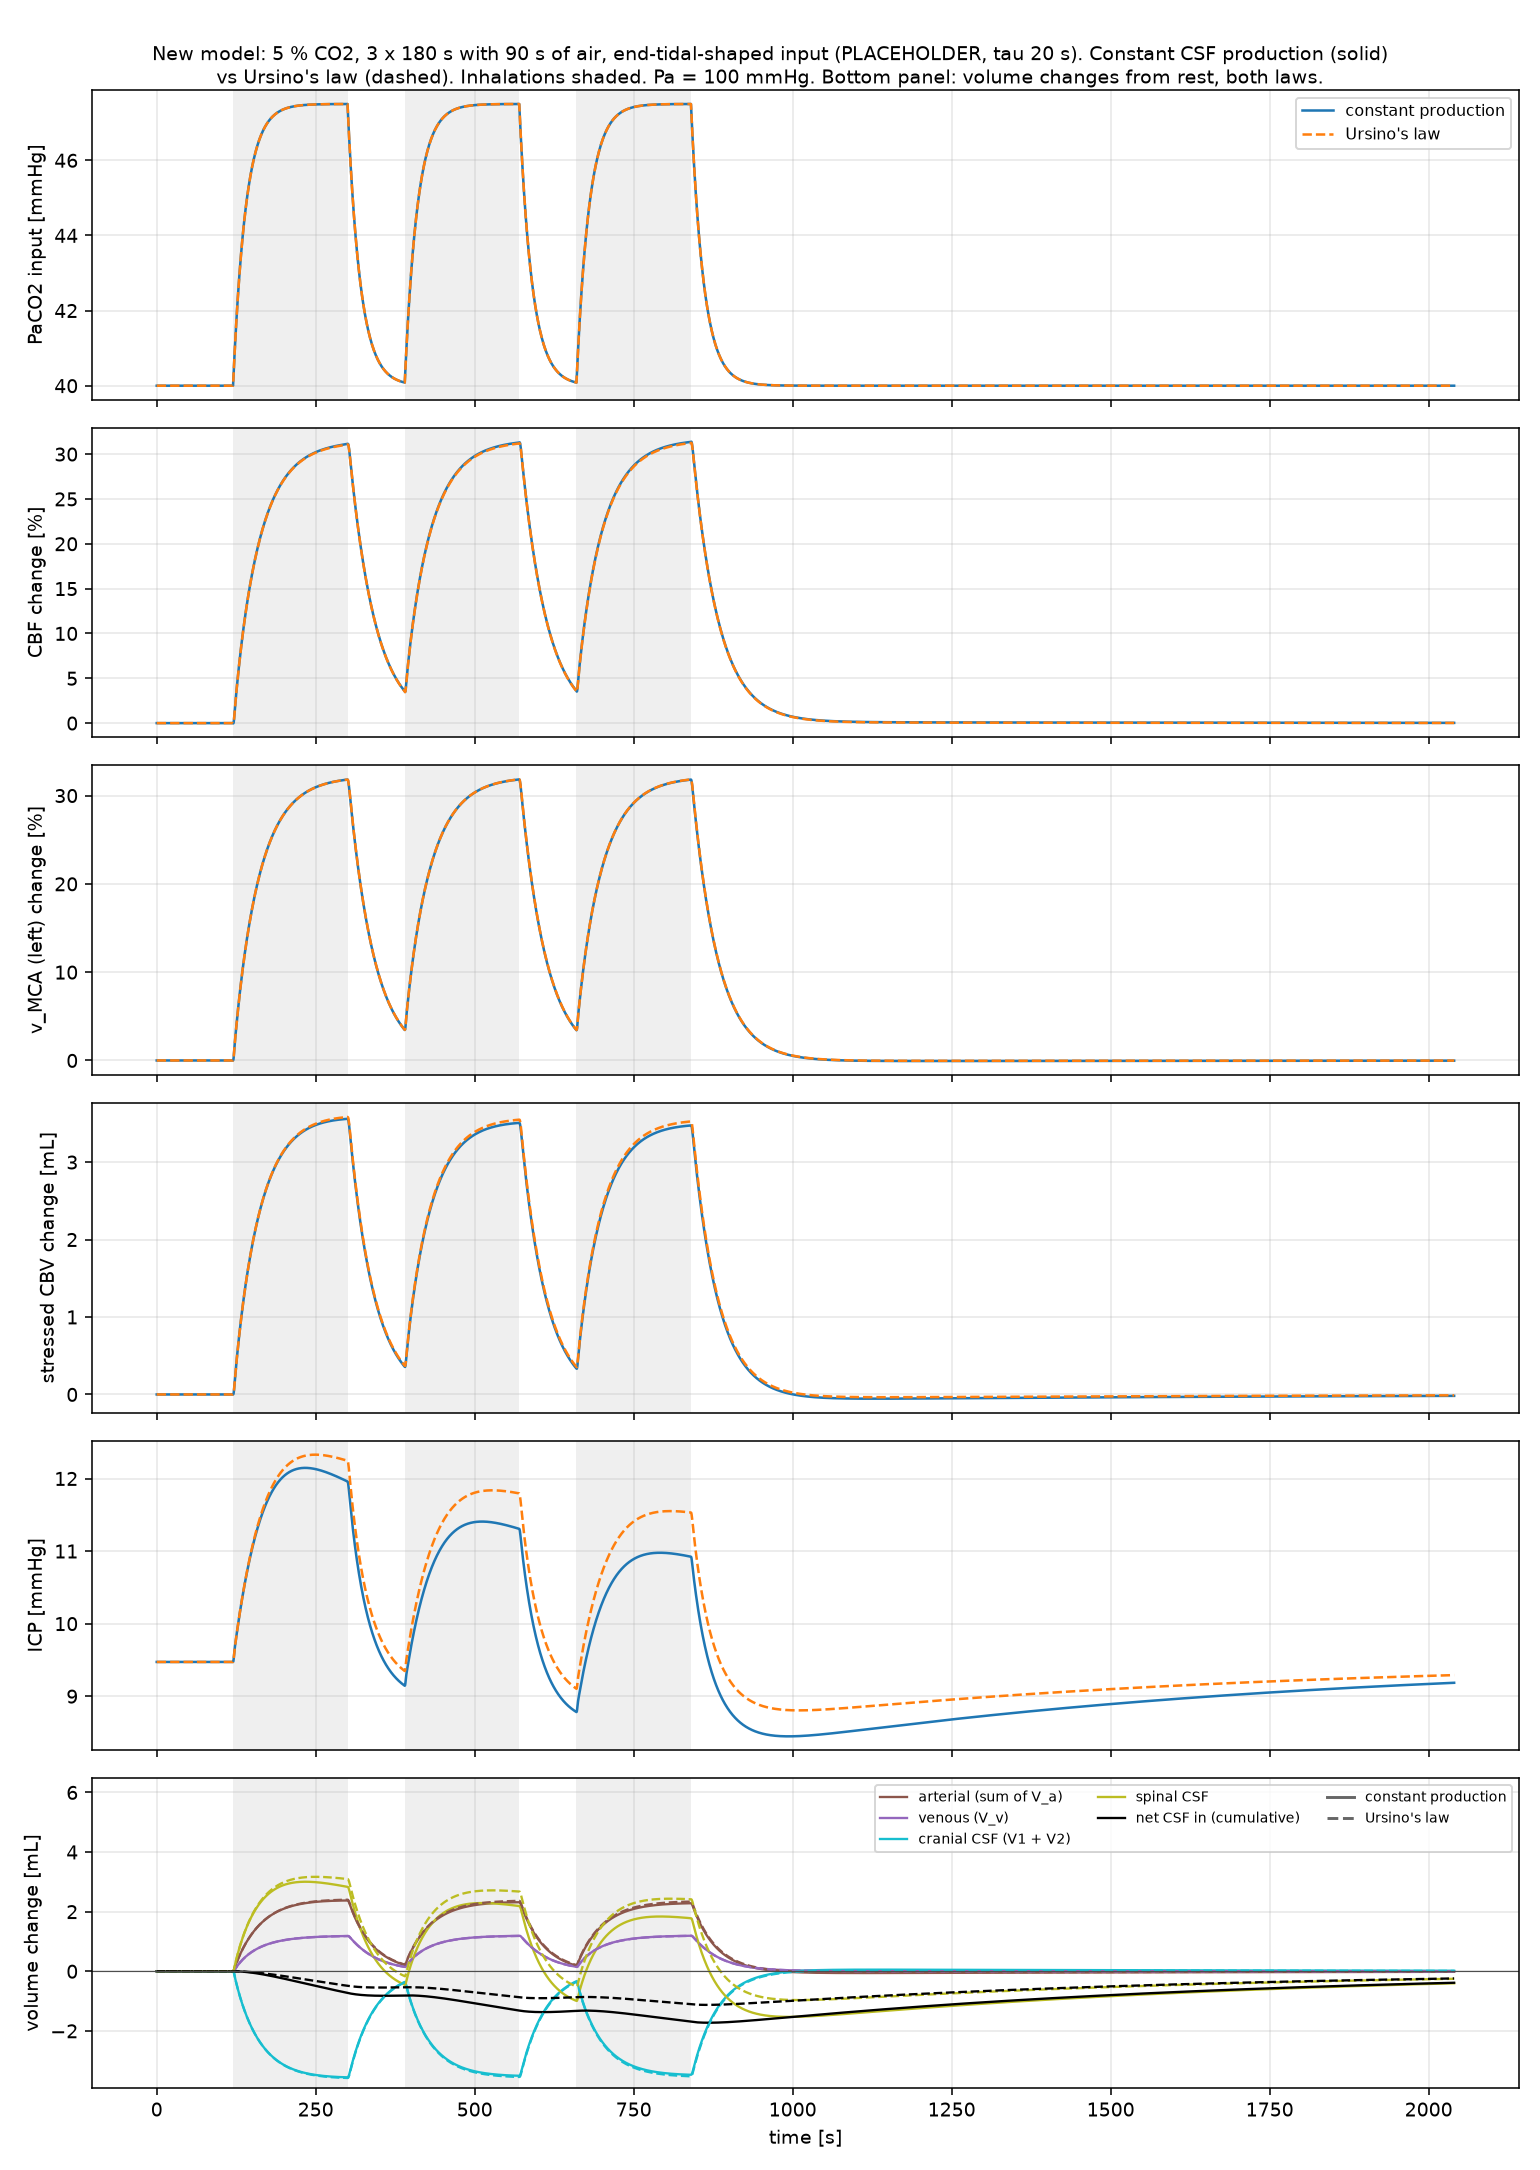 New model: 5 % CO2, 3 x 180 s with 90 s of air, end-tidal-shaped input (PLACEHOLDER, tau 20 s). Constant CSF production (solid)
vs Ursino's law (dashed). Inhalations shaded. Pa = 100 mmHg. Bottom panel: volume changes from rest, both laws.
PaCO2 input [mmHg]
46
44
42
40
constant production
Ursino's law
CBF change [%]
30
25
20
15
10
5
0
v_MCA (left) change [%]
30
20
10
0
stressed CBV change [mL]
3
2
1
0
ICP [mmHg]
12
11
10
9
volume change [mL]
6
4
2
0
−2
arterial (sum of V_a)
venous (V_v)
cranial CSF (V1 + V2)
spinal CSF
net CSF in (cumulative)
constant production
Ursino's law
0 250 500 750 1000 1250 1500 1750 2000
time [s]